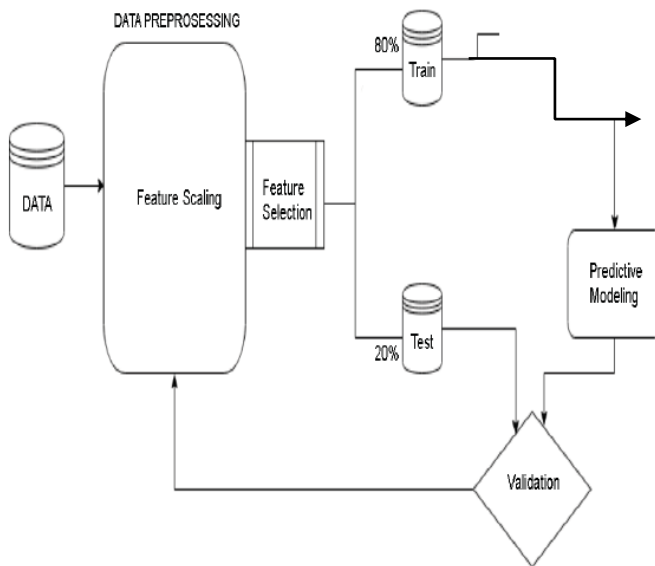 DATA PREPROSESSING
80%
Train
DATA
Feature Scaling
Feature
Selection
Predictive
Modeling
20%
Test
Validation